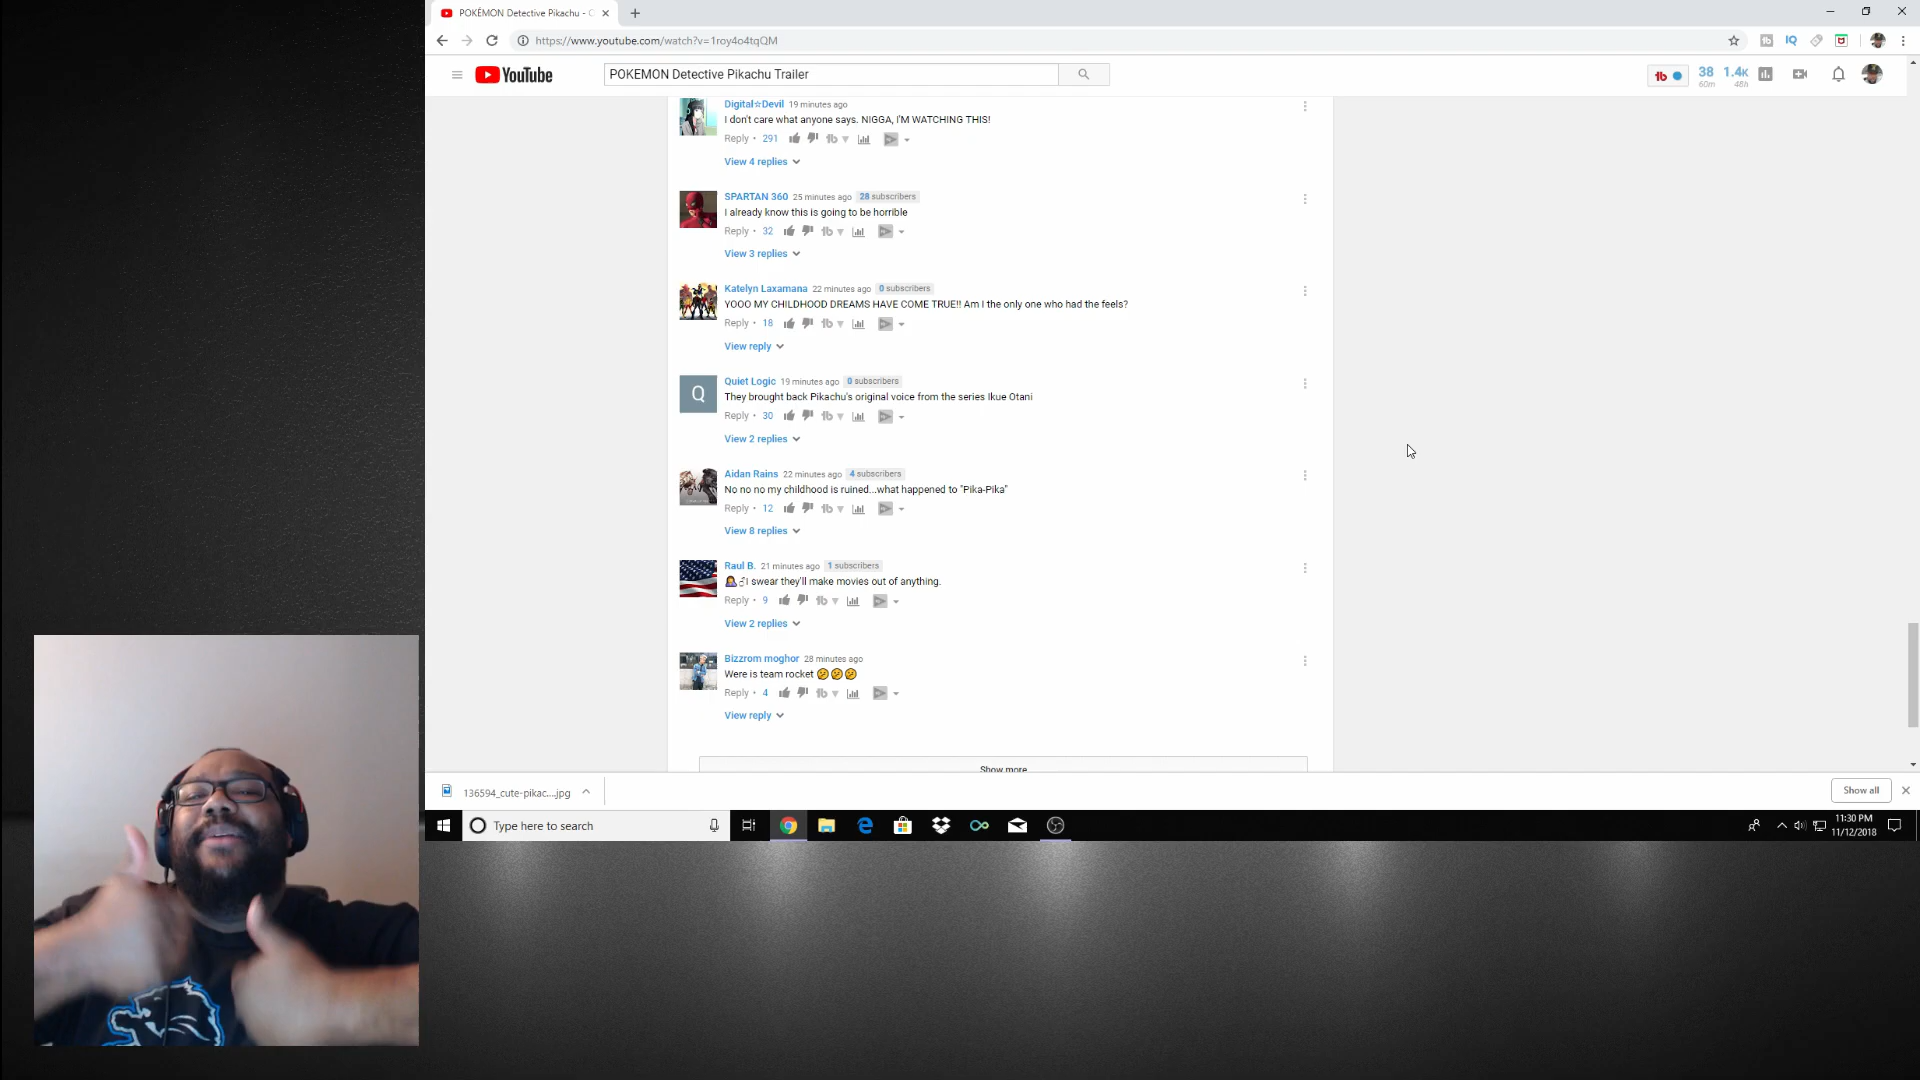 POKÉMON Detective Pikachu - C
https://www.youtube.com/watch?v=1roy4o4tqQM
IQ
YouTube
POKEMON Detective Pikachu Trailer
tb
38
60m
1.4K
48h
Digital☆Devil 19 minutes ago
I don't care what anyone says. NIGGA, I'M WATCHING THIS!
Reply • 291
View 4 replies
SPARTAN 360 25 minutes ago 28 subscribers
I already know this is going to be horrible
Reply • 32
View 3 replies
Katelyn Laxamana 22 minutes ago 0 subscribers
YOOO MY CHILDHOOD DREAMS HAVE COME TRUE!! Am I the only one who had the feels?
Reply • 18
View reply
Q
Quiet Logic 19 minutes ago 0 subscribers
They brought back Pikachu's original voice from the series Ikue Otani
Reply • 30
View 2 replies
Aidan Rains 22 minutes ago 4 subscribers
No no no my childhood is ruined...what happened to "Pika-Pika"
Reply • 12
View 8 replies
Raul B. 21 minutes ago 1 subscribers
I swear they'll make movies out of anything.
Reply • 9
View 2 replies
Bizzrom moghor 28 minutes ago
Were is team rocket 🤔🤔🤔
Reply • 4
View reply
Show more
136594_cute-pikac....jpg
Show all
Type here to search
11:30 PM
11/12/2018